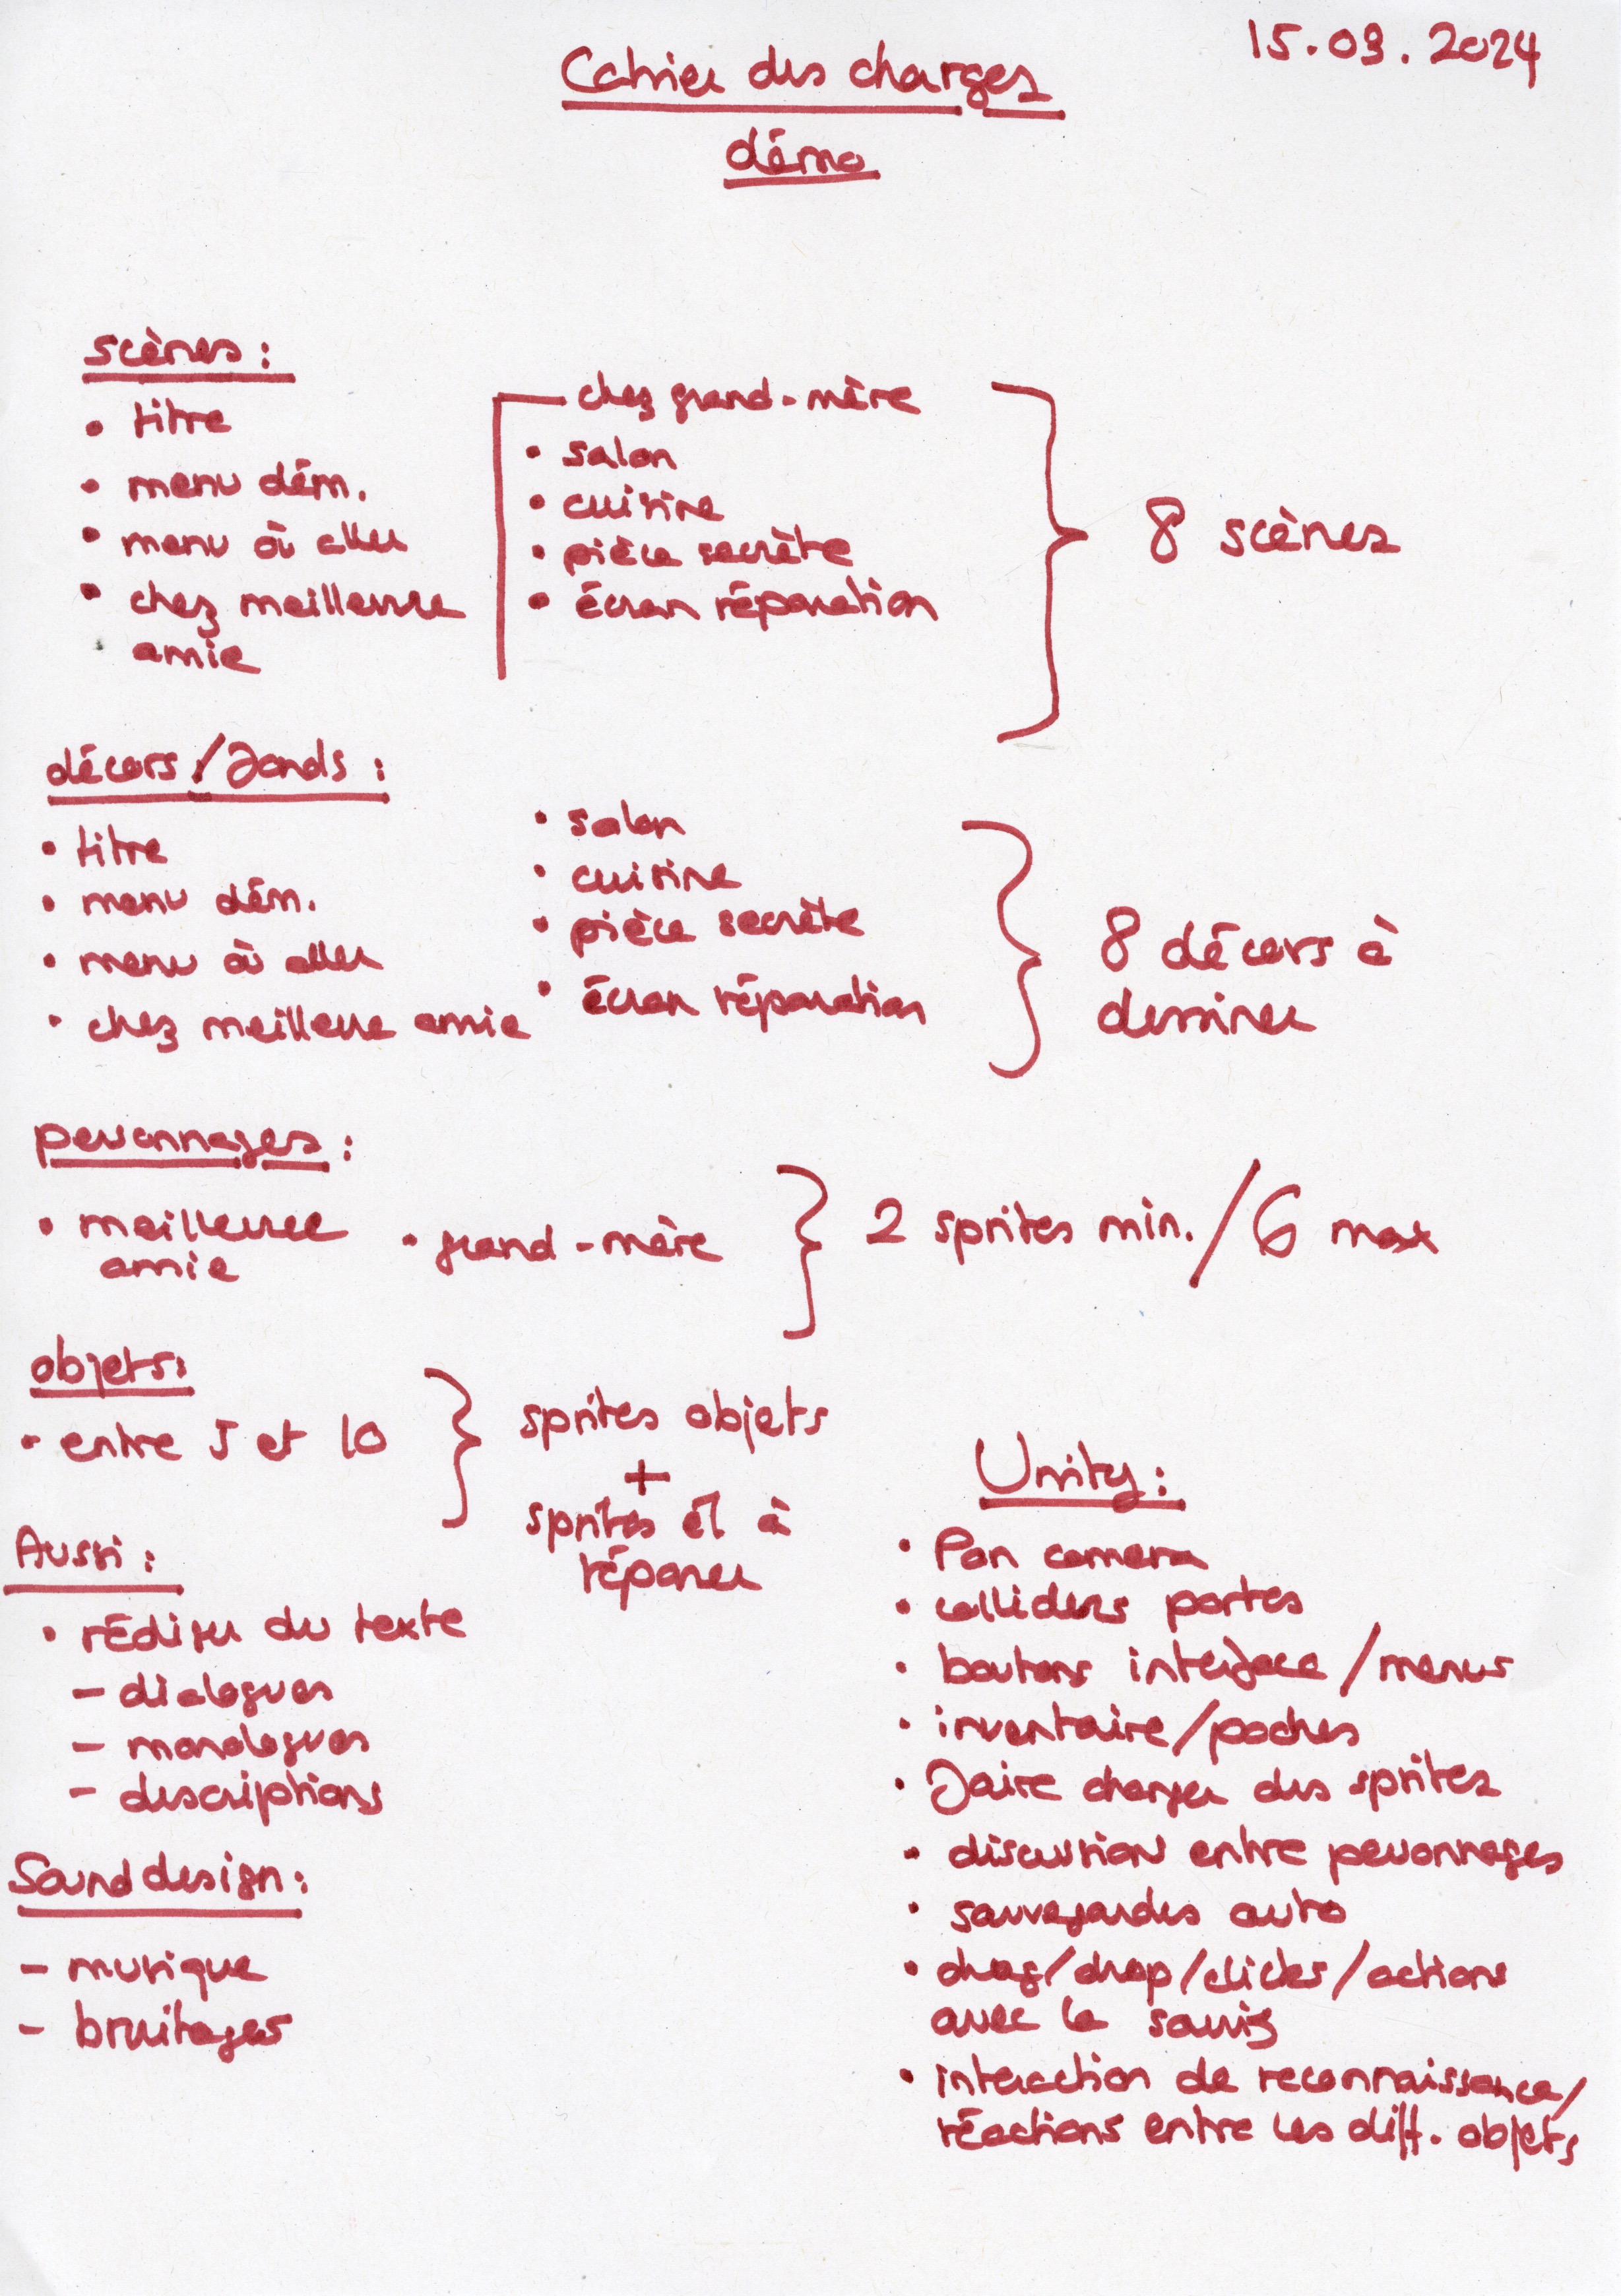 15.03.2024
Cahier des charges
démo
scènes :
• titre
• menu dém.
• menu où aller
• chez meilleure
amie
chez grand-mère
• salon
• cuisine
• pièce secrète
• écran réparation
8 scènes
décors/fonds :
• titre
• menu dém.
• menu où aller
• chez meilleure amie
• salon
• cuisine
• pièce secrète
• écran réparation
8 décors à
dessiner
personnages :
• meilleure
amie
• grand-mère
2 sprites min./6 max
objets:
- entre 5 et 10
sprites objets
+
sprites él à
réparer
Aussi :
• rédiger du texte
- dialogues
- monologues
- descriptions
Sound design :
- musique
- bruitages
Unity :
• Pan camera
• colliders portes
• boutons interface/menus
• inventaire/poches
• faire changer des sprites
• discussion entre personnages
• sauvegardes auto
• drag/drop/clicks/actions
avec la souris
• interaction de reconnaissance/
réactions entre les diff. objets